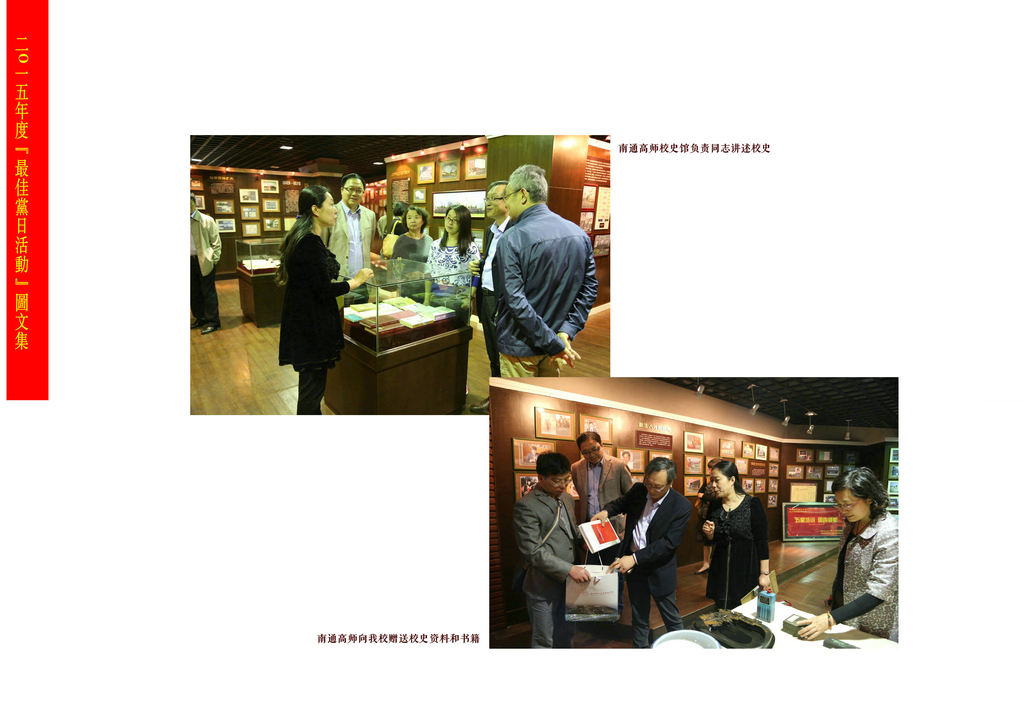 二〇一五年度『最佳黨日活動』圖文集
南通高师校史馆负责同志讲述校史
南通高师向我校赠送校史资料和书籍